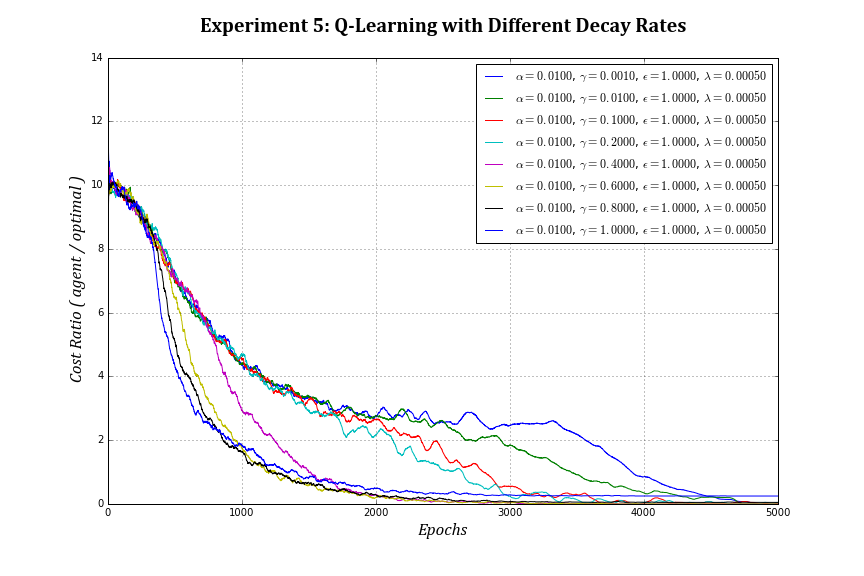 Experiment 5: Q-Learning with Different Decay Rates
14
12
10
8
6
4
2
0
Cost Ratio ( agent / optimal )
α = 0.0100, γ = 0.0010, ϵ = 1.0000, λ = 0.00050
α = 0.0100, γ = 0.0100, ϵ = 1.0000, λ = 0.00050
α = 0.0100, γ = 0.1000, ϵ = 1.0000, λ = 0.00050
α = 0.0100, γ = 0.2000, ϵ = 1.0000, λ = 0.00050
α = 0.0100, γ = 0.4000, ϵ = 1.0000, λ = 0.00050
α = 0.0100, γ = 0.6000, ϵ = 1.0000, λ = 0.00050
α = 0.0100, γ = 0.8000, ϵ = 1.0000, λ = 0.00050
α = 0.0100, γ = 1.0000, ϵ = 1.0000, λ = 0.00050
0 1000 2000 3000 4000 5000
Epochs